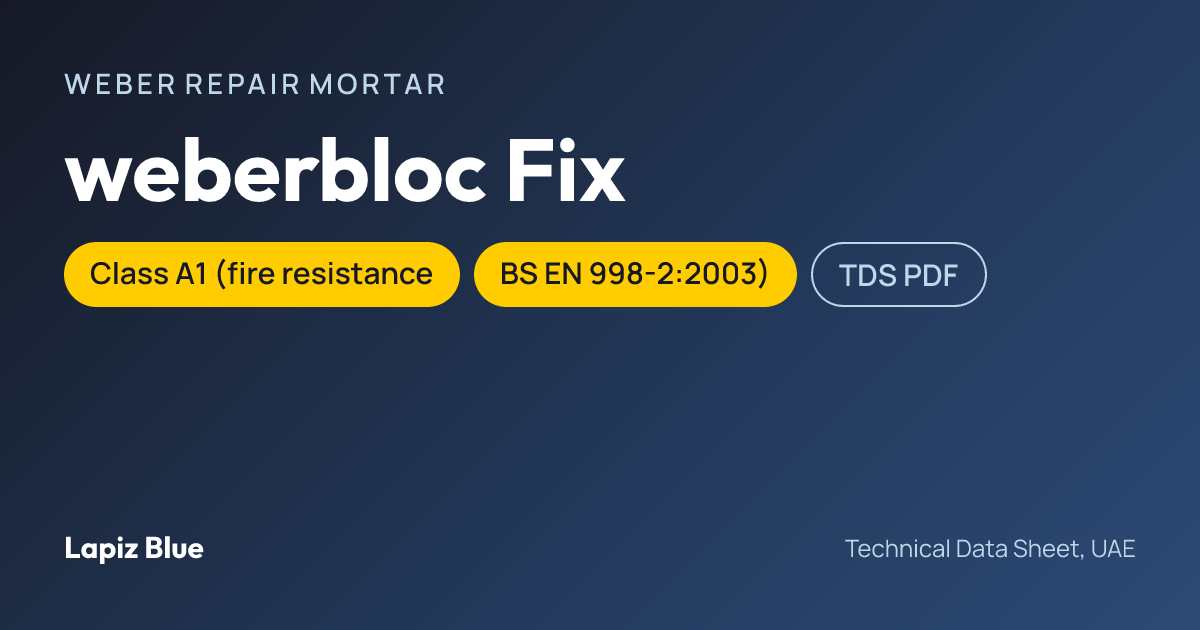 WEBER REPAIR MORTAR
weberbloc Fix
Class A1 (fire resistance
BS EN 998-2:2003)
TDS PDF
Lapiz Blue
Technical Data Sheet, UAE